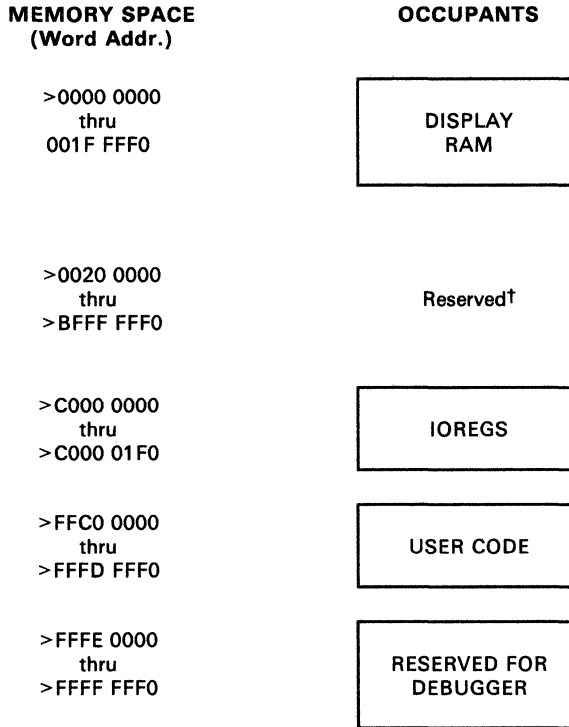 MEMORY SPACE OCCUPANTS
(Word Addr.)
>0000 0000
thru
001F FFF0
DISPLAY
RAM
>0020 0000
thru
>BFFF FFF0
Reserved†
>C000 0000
thru
>C000 01F0
IOREGS
>FFC0 0000
thru
>FFFD FFF0
USER CODE
>FFFE 0000
thru
>FFFF FFF0
RESERVED FOR
DEBUGGER